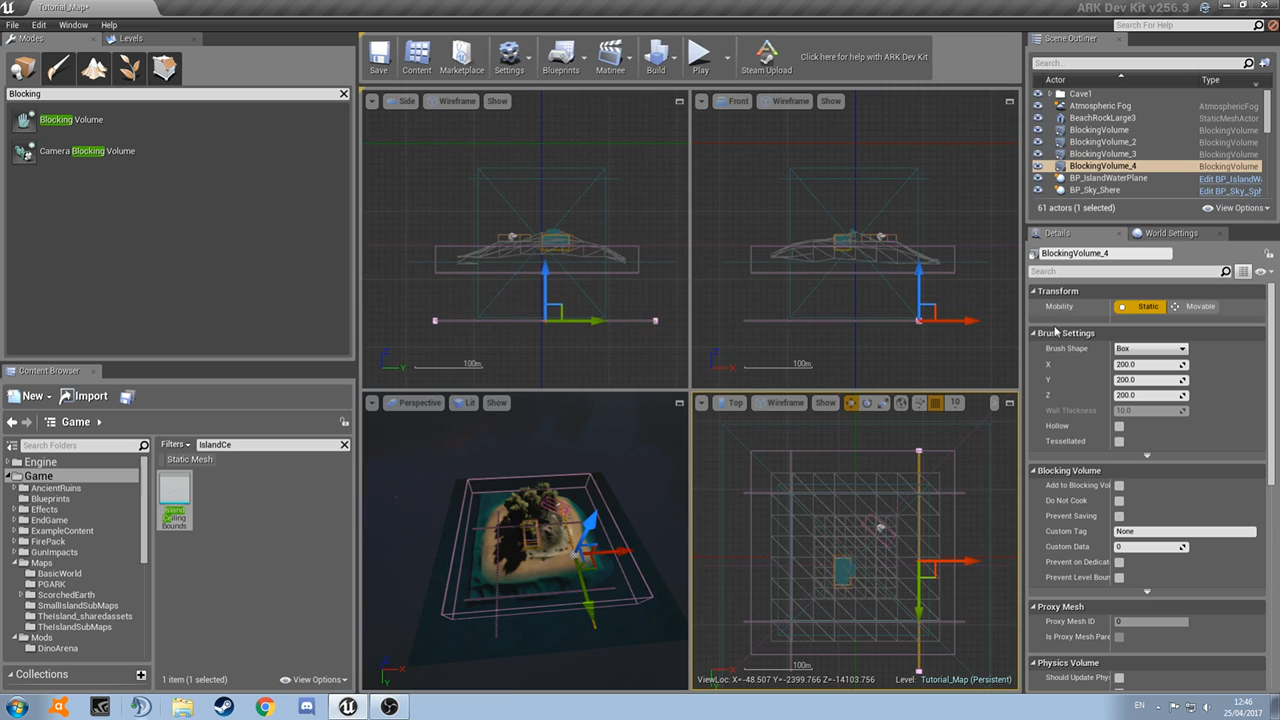 Tutorial_Map*
ARK Dev Kit v256.3
File Edit Window Help
Search For Help
Modes
Levels
Blocking
Blocking Volume
Camera Blocking Volume
Save
Content
Marketplace
Settings
Blueprints
Matinee
Build
Play
Steam Upload
Click here for help with ARK Dev Kit
Side Wireframe Show
100m
Front Wireframe Show
100m
Perspective Lit Show
Top Wireframe Show
10
100m
ViewLoc: X=-48.507 Y=-2399.766 Z=-14103.756
Level: Tutorial_Map (Persistent)
Content Browser
New
Import
Game
Search Folders
Engine
Game
AncientRuins
Blueprints
Effects
EndGame
ExampleContent
FirePack
GunImpacts
Maps
BasicWorld
PGARK
ScorchedEarth
SmallIslandSubMaps
TheIsland_sharedassets
TheIslandSubMaps
Mods
DinoArena
Collections
Filters
IslandCe
Static Mesh
Island
Ceiling
Bounds
1 item (1 selected)
View Options
Scene Outliner
Search...
Actor Type
Cave1
Atmospheric Fog AtmosphericFog
BeachRockLarge3 StaticMeshActor
BlockingVolume BlockingVolume
BlockingVolume_2 BlockingVolume
BlockingVolume_3 BlockingVolume
BlockingVolume_4 BlockingVolume
BP_IslandWaterPlane Edit BP_IslandWa
BP_Sky_Shere Edit BP_Sky_Sph
61 actors (1 selected)
View Options
Details
World Settings
BlockingVolume_4
Search
Transform
Mobility Static Movable
Brush Settings
Brush Shape Box
X 200.0
Y 200.0
Z 200.0
Wall Thickness 10.0
Hollow
Tessellated
Blocking Volume
Add to Blocking Vol
Do Not Cook
Prevent Saving
Custom Tag None
Custom Data 0
Prevent on Dedicat
Prevent Level Boun
Proxy Mesh
Proxy Mesh ID 0
Is Proxy Mesh Pare
Physics Volume
Should Update Phys
EN
12:46
25/04/2017